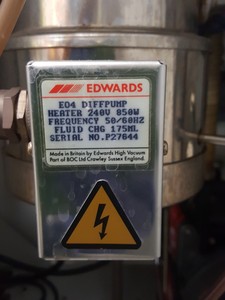 EDWARDS
EO4 DIFFPUMP
HEATER 240V 850W
FREQUENCY 50/60HZ
FLUID CHG 175ML
SERIAL NO.P27044
Made in Britain by Edwards High Vacuum
Part of BOC Ltd Crawley Sussex England.